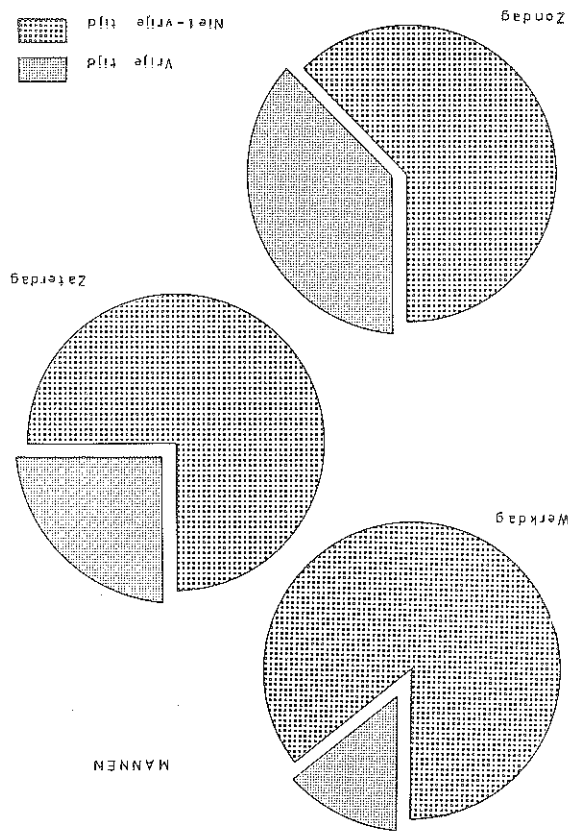 MANNEN
Werkdag
Zaterdag
Zondag
Vrije tijd
Niet-vrije tijd